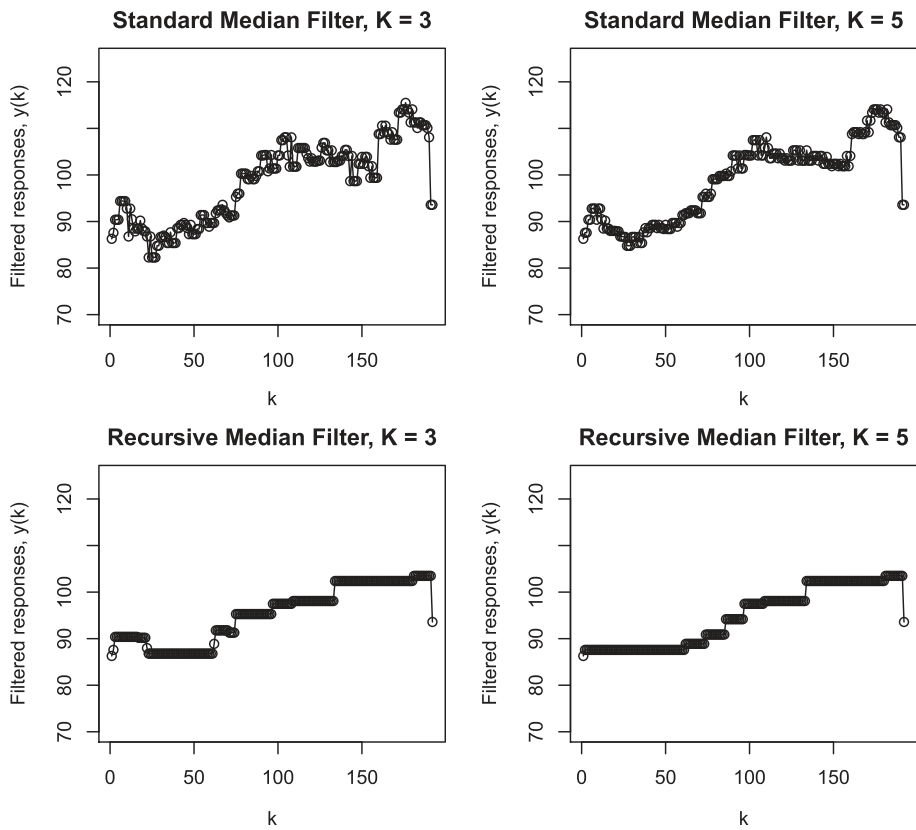 Standard Median Filter, K = 3
Filtered responses, y(k)
70 80 90 100 120
0 50 100 150
k
Standard Median Filter, K = 5
Filtered responses, y(k)
70 80 90 100 120
0 50 100 150
k
Recursive Median Filter, K = 3
Filtered responses, y(k)
70 80 90 100 120
0 50 100 150
k
Recursive Median Filter, K = 5
Filtered responses, y(k)
70 80 90 100 120
0 50 100 150
k